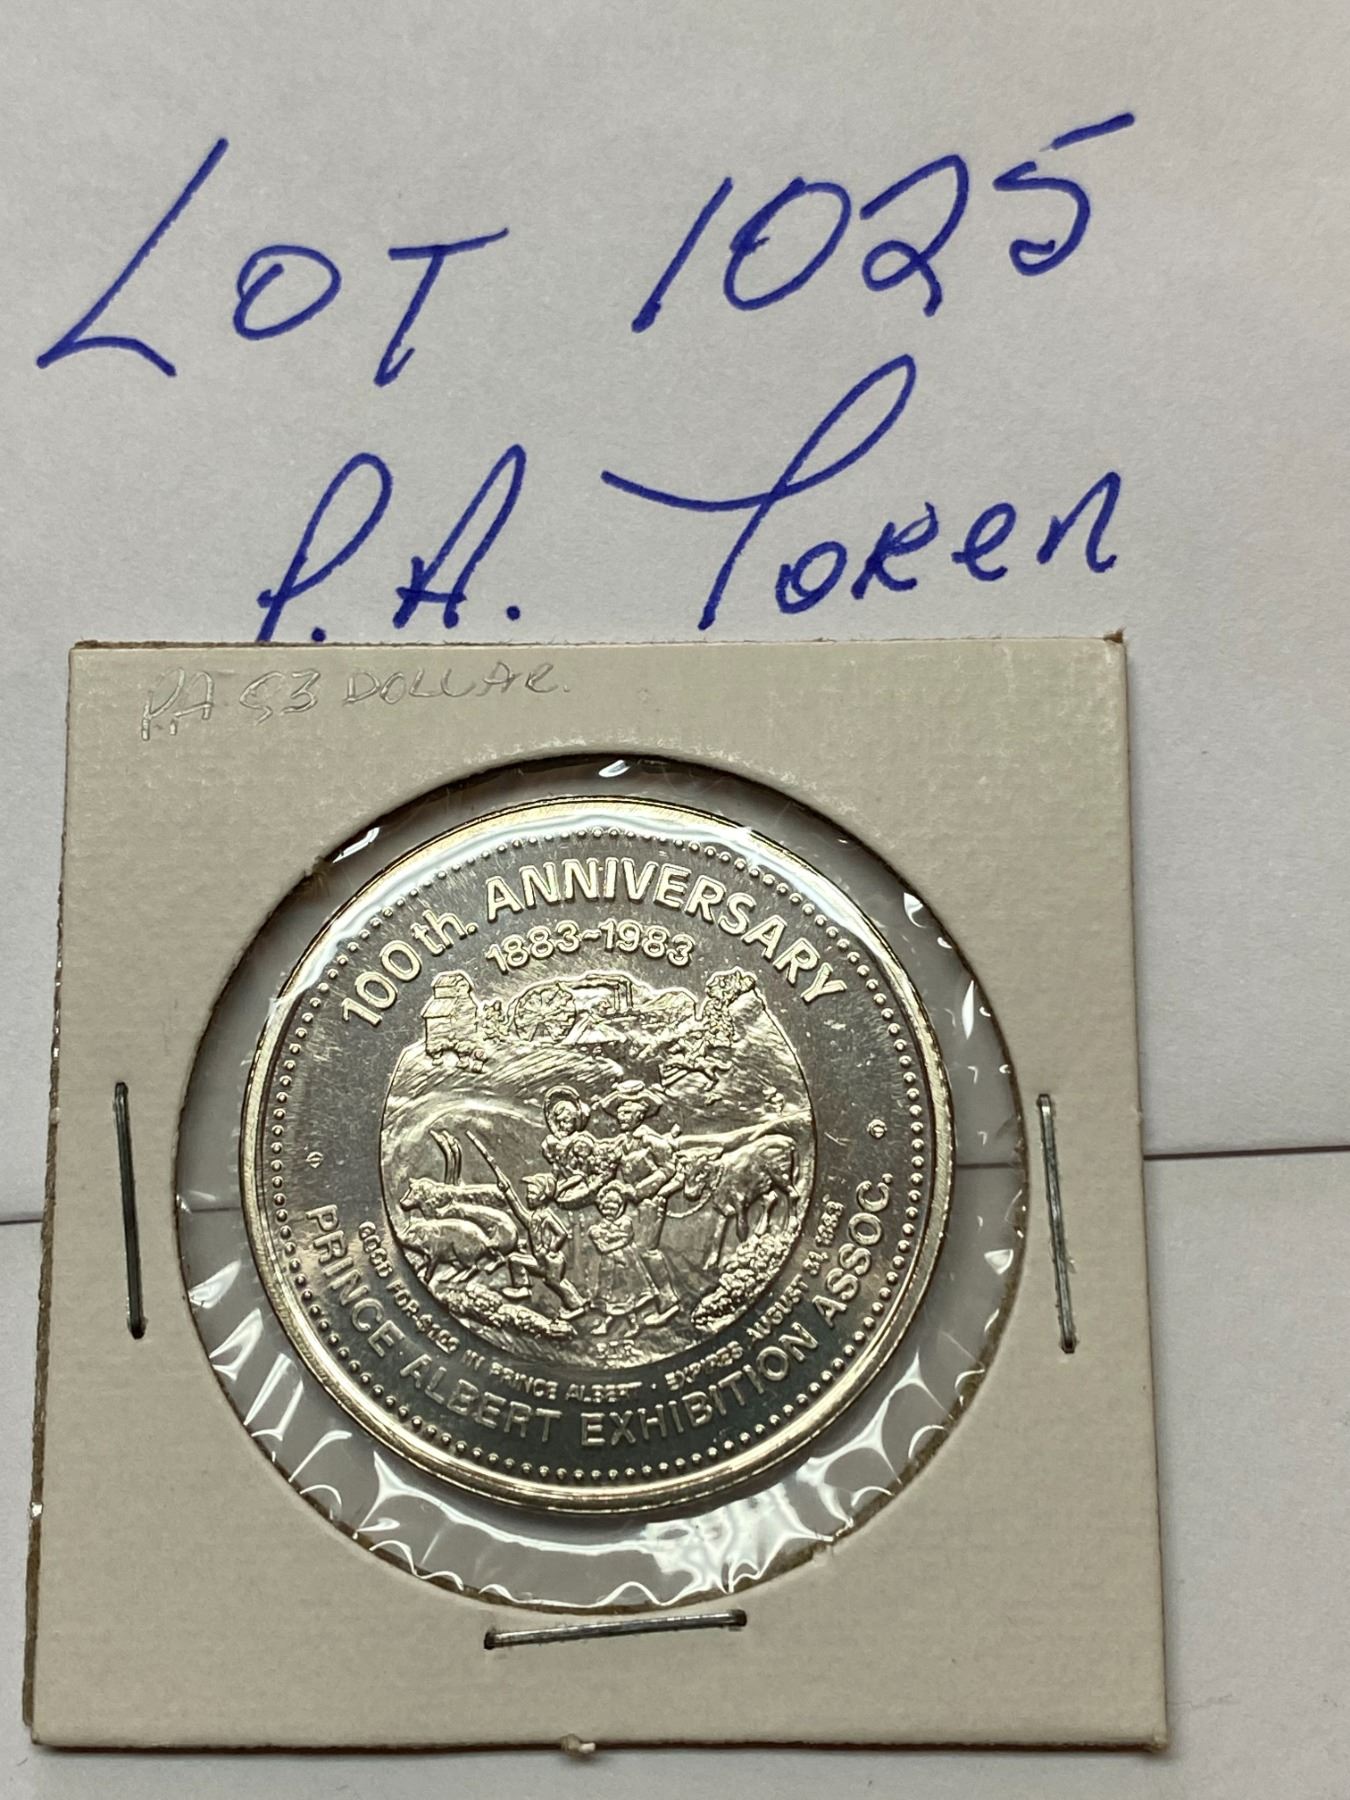 LOT 1025
P.A. Token
P.A $3 DOLLAR.
100th. ANNIVERSARY
1883~1983
GOOD FOR $1.00 IN PRINCE ALBERT · EXPIRES AUGUST 31, 1983
PRINCE ALBERT EXHIBITION ASSOC.